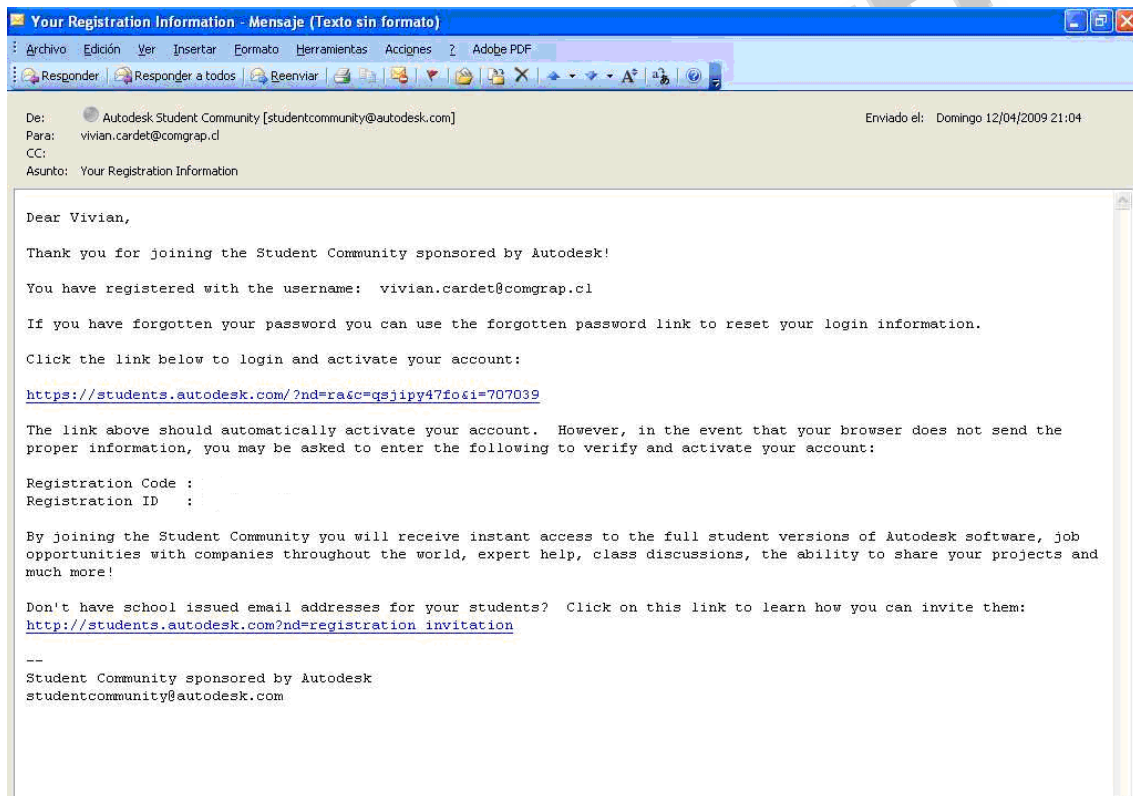 Your Registration Information - Mensaje (Texto sin formato)
Archivo Edición Ver Insertar Formato Herramientas Acciones ? Adobe PDF
Responder Responder a todos Reenviar
De: Autodesk Student Community [studentcommunity@autodesk.com] Enviado el: Domingo 12/04/2009 21:04
Para: vivian.cardet@comgrap.cl
CC:
Asunto: Your Registration Information
Dear Vivian,
Thank you for joining the Student Community sponsored by Autodesk!
You have registered with the username: vivian.cardet@comgrap.cl
If you have forgotten your password you can use the forgotten password link to reset your login information.
Click the link below to login and activate your account:
https://students.autodesk.com/?nd=ra&c=qsjipy47fo&i=707039
The link above should automatically activate your account. However, in the event that your browser does not send the
proper information, you may be asked to enter the following to verify and activate your account:
Registration Code :
Registration ID :
By joining the Student Community you will receive instant access to the full student versions of Autodesk software, job
opportunities with companies throughout the world, expert help, class discussions, the ability to share your projects and
much more!
Don't have school issued email addresses for your students? Click on this link to learn how you can invite them:
http://students.autodesk.com?nd=registration_invitation
--
Student Community sponsored by Autodesk
studentcommunity@autodesk.com